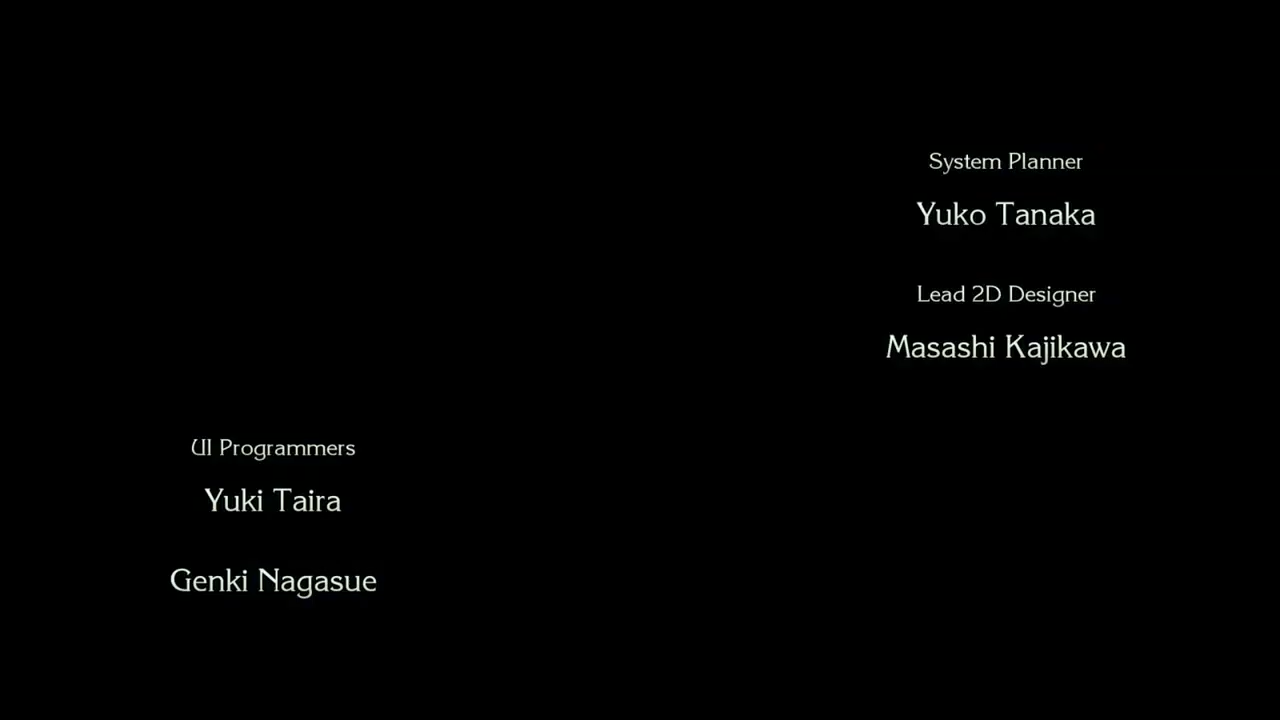 System Planner
Yuko Tanaka
Lead 2D Designer
Masashi Kajikawa
UI Programmers
Yuki Taira
Genki Nagasue